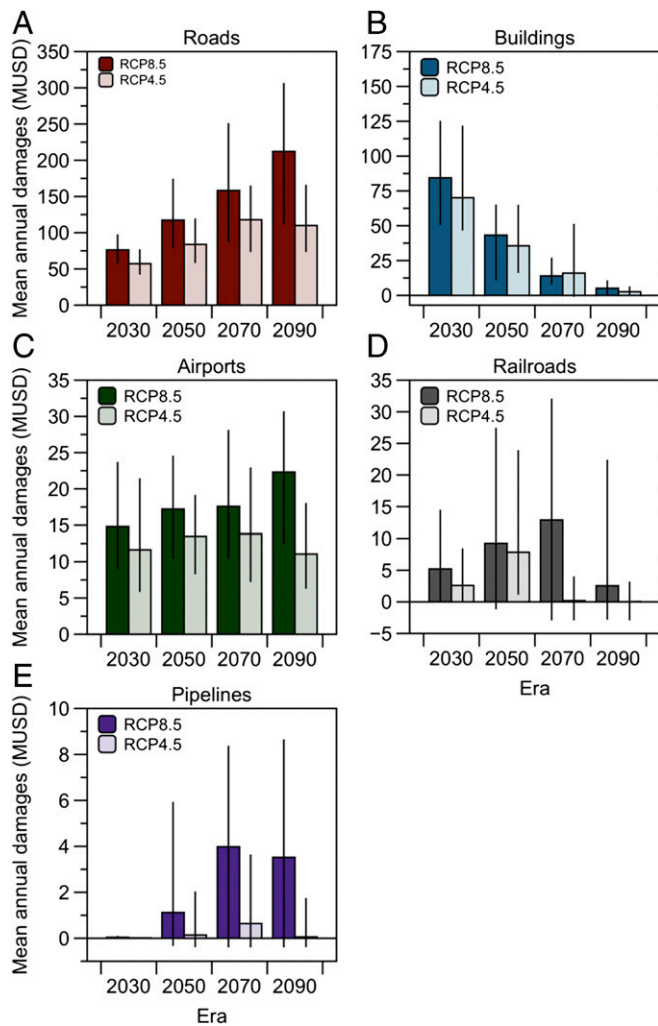 A
Roads
Mean annual damages (MUSD)
350
300
250
200
150
100
50
0
RCP8.5
RCP4.5
2030 2050 2070 2090
B
Buildings
175
150
125
100
75
50
25
0
RCP8.5
RCP4.5
2030 2050 2070 2090
C
Airports
Mean annual damages (MUSD)
35
30
25
20
15
10
5
0
RCP8.5
RCP4.5
2030 2050 2070 2090
D
Railroads
35
30
25
20
15
10
5
0
−5
RCP8.5
RCP4.5
2030 2050 2070 2090
Era
E
Pipelines
Mean annual damages (MUSD)
10
8
6
4
2
0
RCP8.5
RCP4.5
2030 2050 2070 2090
Era